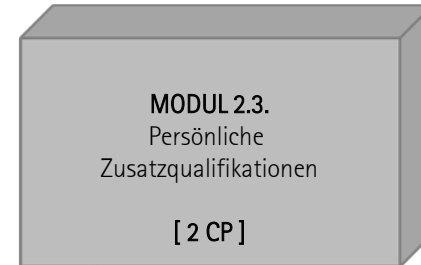 MODUL 2.3.
Persönliche
Zusatzqualifikationen
[ 2 CP ]